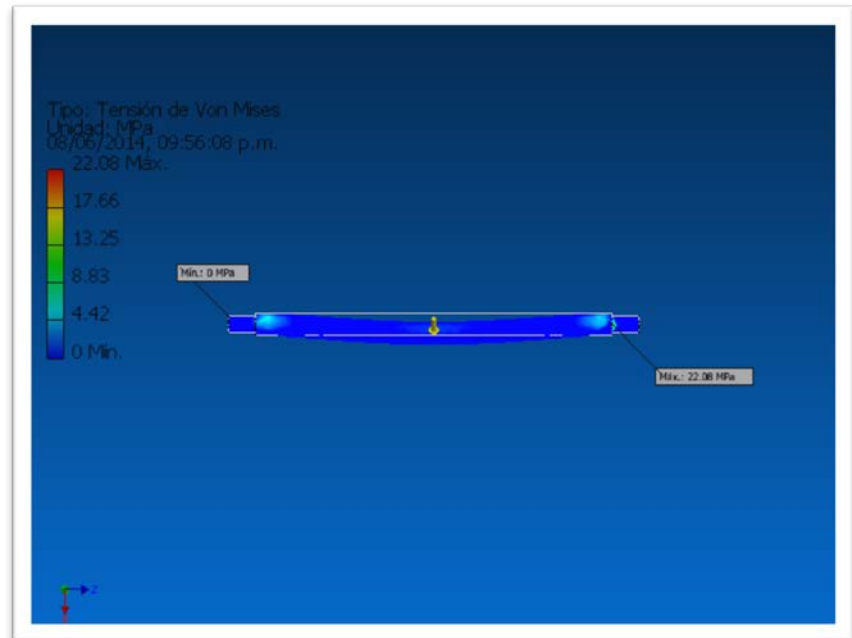 Tipo: Tensión de Von Mises
Unidad: MPa
08/06/2014, 09:56:08 p.m.
22.08 Máx.
17.66
13.25
8.83
4.42
0 Mín.
Mín.: 0 MPa
Máx.: 22.08 MPa
z